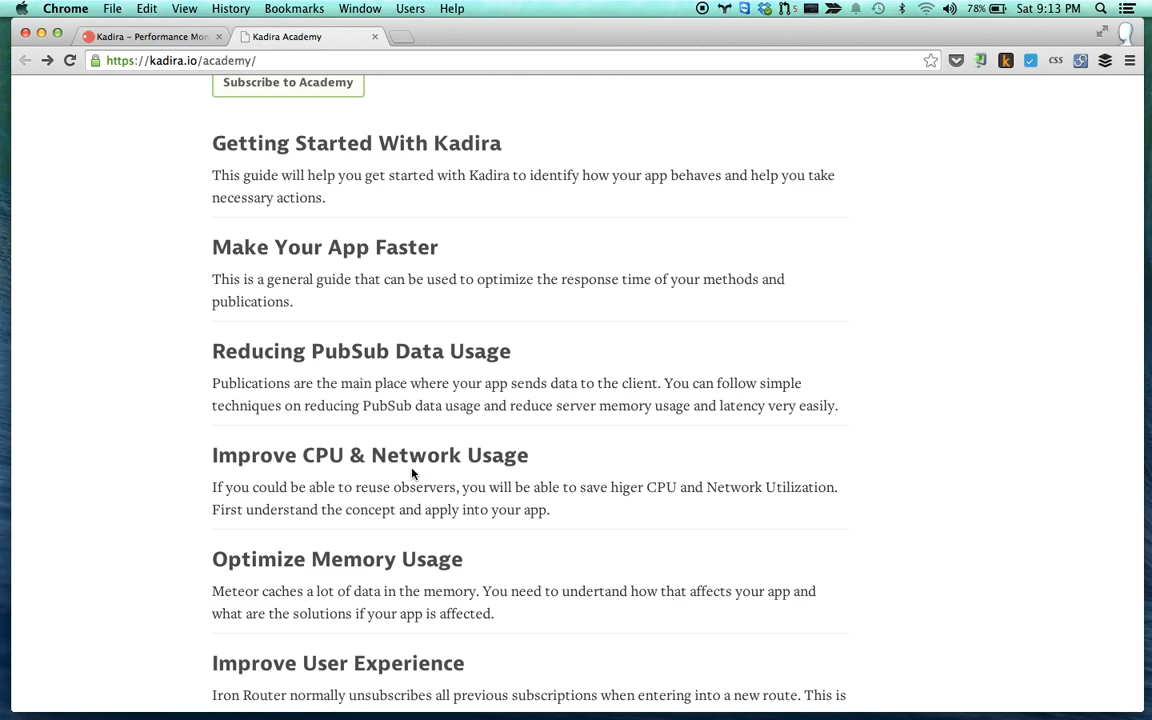 Chrome File Edit View History Bookmarks Window Users Help 5 78% Sat 9:13 PM
Kadira – Performance Mon Kadira Academy
https://kadira.io/academy/ k css
Subscribe to Academy
Getting Started With Kadira
This guide will help you get started with Kadira to identify how your app behaves and help you take
necessary actions.
Make Your App Faster
This is a general guide that can be used to optimize the response time of your methods and
publications.
Reducing PubSub Data Usage
Publications are the main place where your app sends data to the client. You can follow simple
techniques on reducing PubSub data usage and reduce server memory usage and latency very easily.
Improve CPU & Network Usage
If you could be able to reuse observers, you will be able to save higer CPU and Network Utilization.
First understand the concept and apply into your app.
Optimize Memory Usage
Meteor caches a lot of data in the memory. You need to undertand how that affects your app and
what are the solutions if your app is affected.
Improve User Experience
Iron Router normally unsubscribes all previous subscriptions when entering into a new route. This is